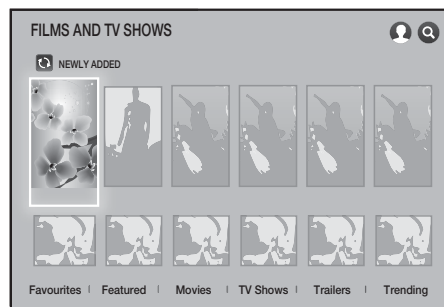 FILMS AND TV SHOWS
NEWLY ADDED
Favourites | Featured | Movies | TV Shows | Trailers | Trending